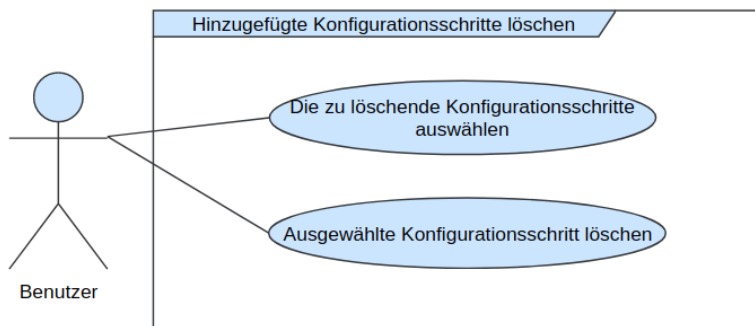 Hinzugefügte Konfigurationsschritte löschen
Die zu löschende Konfigurationsschritte
auswählen
Ausgewählte Konfigurationsschritt löschen
Benutzer